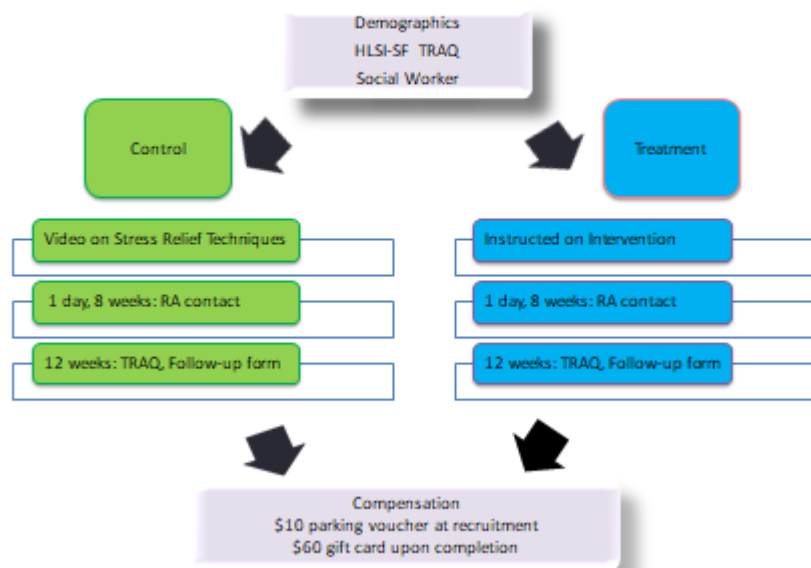 Demographics
HLSI-SF TRAQ
Social Worker
Control
Treatment
Video on Stress Relief Techniques
Instructed on Intervention
1 day, 8 weeks: RA contact
1 day, 8 weeks: RA contact
12 weeks: TRAQ, Follow-up form
12 weeks: TRAQ, Follow-up form
Compensation
$10 parking voucher at recruitment
$60 gift card upon completion